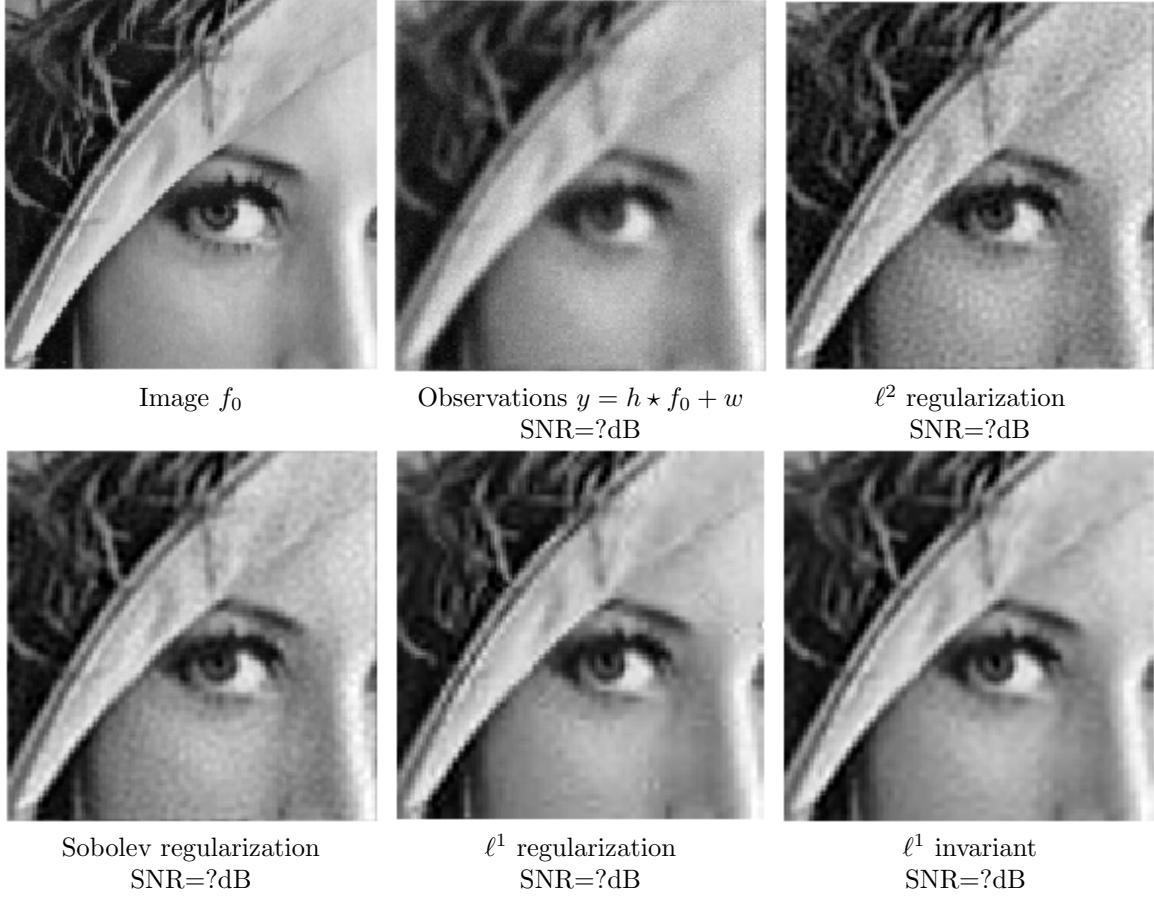 Image f₀
Observations y = h ⋆ f₀ + w
SNR=?dB
ℓ² regularization
SNR=?dB
Sobolev regularization
SNR=?dB
ℓ¹ regularization
SNR=?dB
ℓ¹ invariant
SNR=?dB